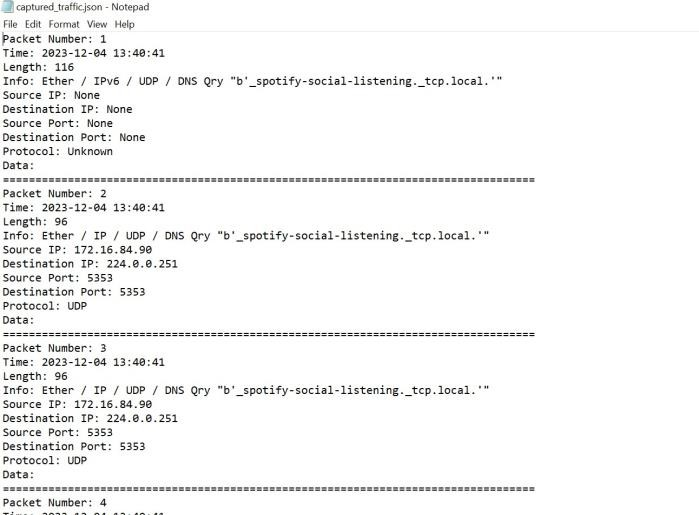 captured_traffic.json - Notepad
File Edit Format View Help
Packet Number: 1
Time: 2023-12-04 13:40:41
Length: 116
Info: Ether / IPv6 / UDP / DNS Qry "b'_spotify-social-listening._tcp.local.'"
Source IP: None
Destination IP: None
Source Port: None
Destination Port: None
Protocol: Unknown
Data:
==================================================================================
Packet Number: 2
Time: 2023-12-04 13:40:41
Length: 96
Info: Ether / IP / UDP / DNS Qry "b'_spotify-social-listening._tcp.local.'"
Source IP: 172.16.84.90
Destination IP: 224.0.0.251
Source Port: 5353
Destination Port: 5353
Protocol: UDP
Data:
==================================================================================
Packet Number: 3
Time: 2023-12-04 13:40:41
Length: 96
Info: Ether / IP / UDP / DNS Qry "b'_spotify-social-listening._tcp.local.'"
Source IP: 172.16.84.90
Destination IP: 224.0.0.251
Source Port: 5353
Destination Port: 5353
Protocol: UDP
Data:
==================================================================================
Packet Number: 4
Time: 2023-12-04 13:40:41